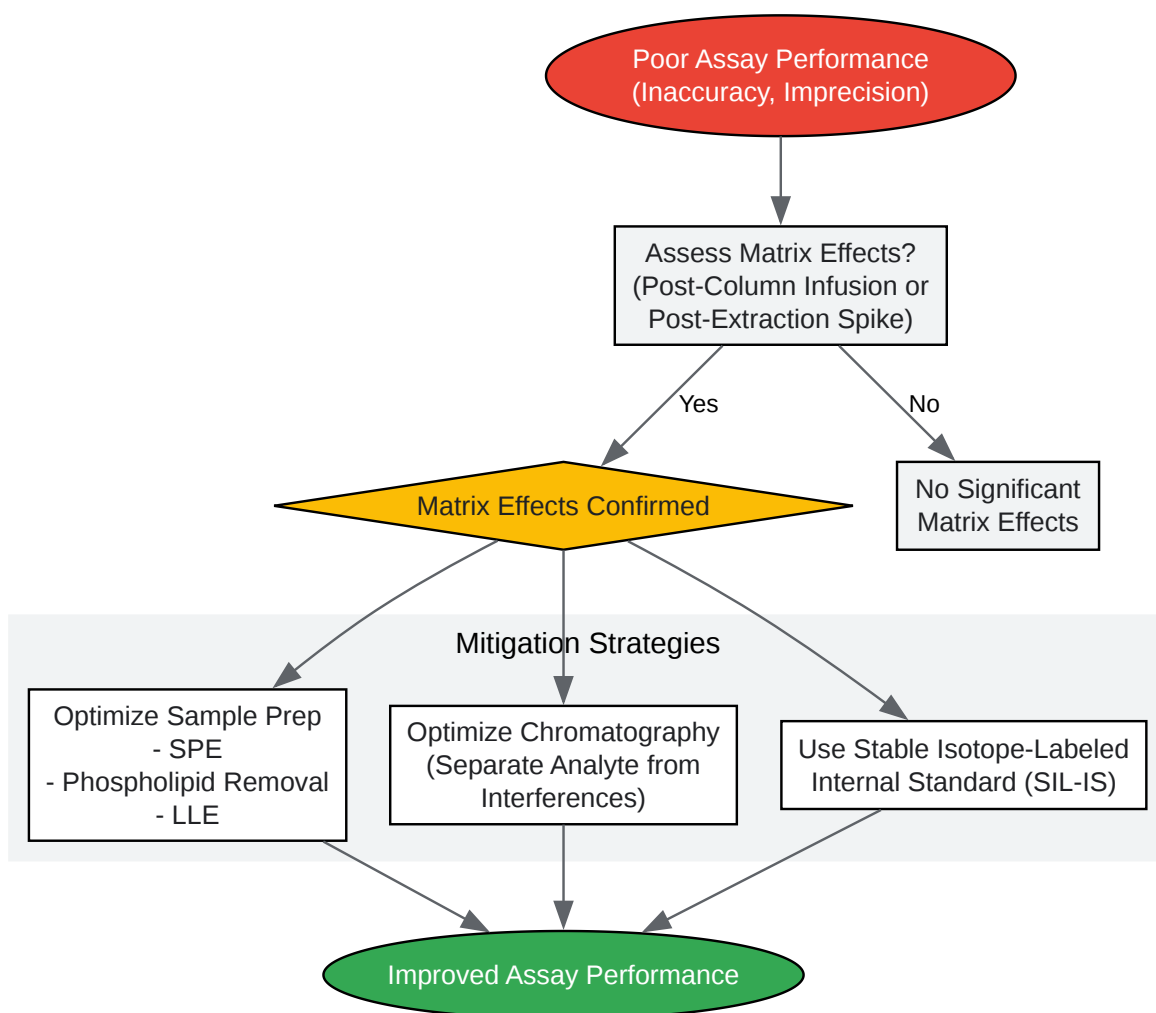 Poor Assay Performance
(Inaccuracy, Imprecision)
Assess Matrix Effects?
(Post-Column Infusion or
Post-Extraction Spike)
Yes
No
Matrix Effects Confirmed
No Significant
Matrix Effects
Mitigation Strategies
Optimize Sample Prep
- SPE
- Phospholipid Removal
- LLE
Optimize Chromatography
(Separate Analyte from
Interferences)
Use Stable Isotope-Labeled
Internal Standard (SIL-IS)
Improved Assay Performance